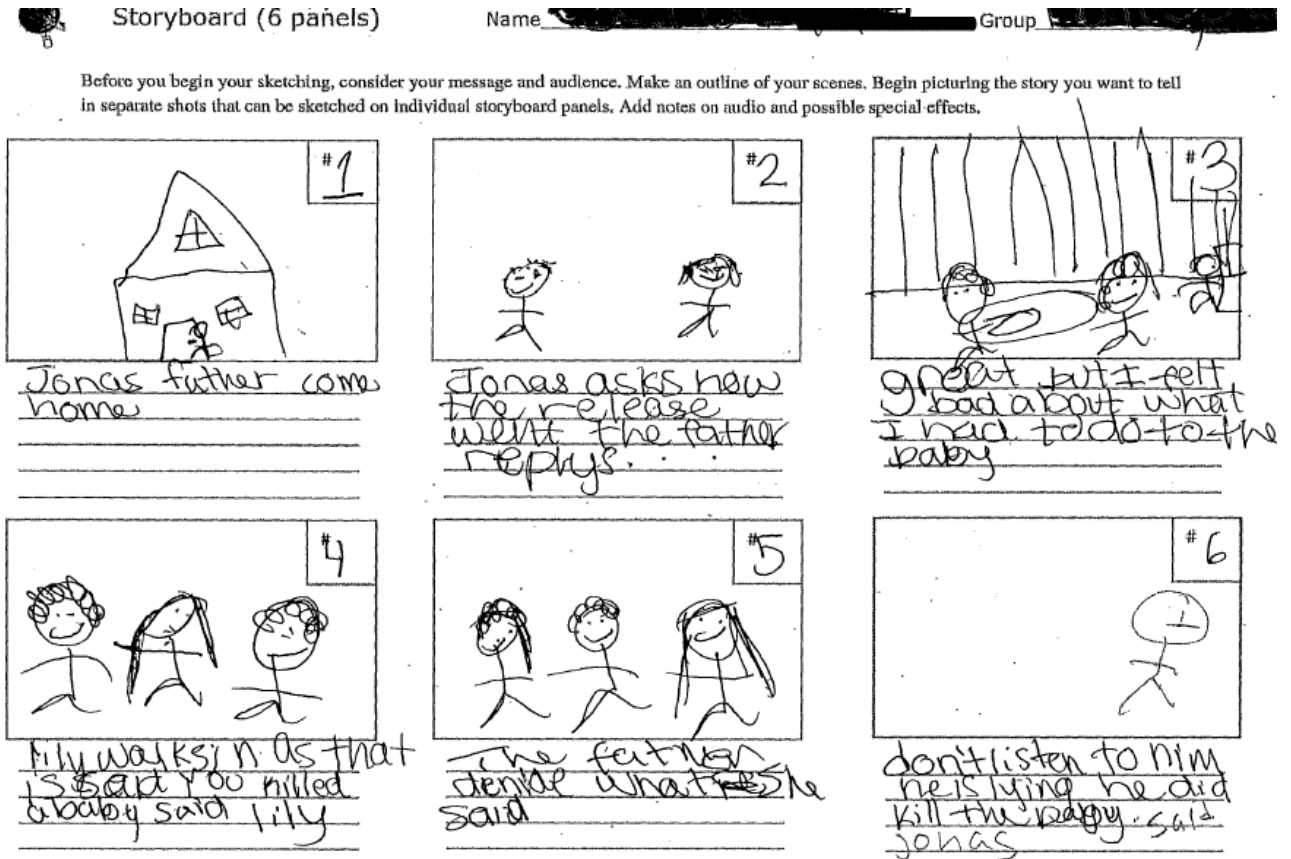 Storyboard (6 panels)
Name
Group
Before you begin your sketching, consider your message and audience. Make an outline of your scenes. Begin picturing the story you want to tell
in separate shots that can be sketched on individual storyboard panels. Add notes on audio and possible special effects.
#1
Jonas father come
home
#2
Jonas asks how
the release
went the father
replys. . . .
#3
great but I felt
bad about what
I had to do to the
baby
#4
lily walks in as that
is said You killed
a baby said lily
#5
The father
denide what she
said
#6
don't listen to him
he is lying he did
kill the baby. said
jonas